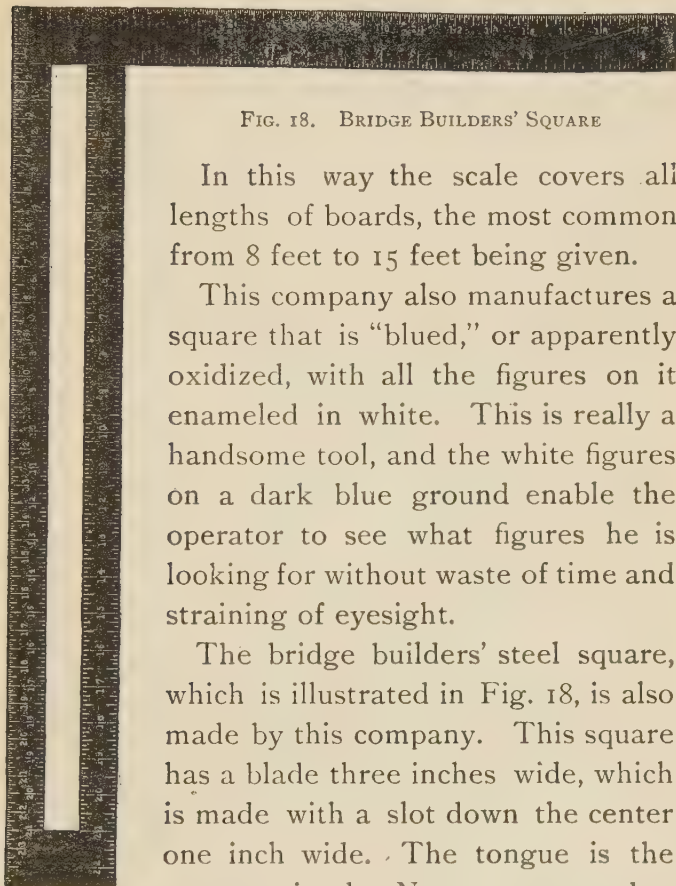 FIG. 18. BRIDGE BUILDERS' SQUARE
In this way the scale covers all
lengths of boards, the most common
from 8 feet to 15 feet being given.
This company also manufactures a
square that is "blued," or apparently
oxidized, with all the figures on it
enameled in white. This is really a
handsome tool, and the white figures
on a dark blue ground enable the
operator to see what figures he is
looking for without waste of time and
straining of eyesight.
The bridge builders' steel square,
which is illustrated in Fig. 18, is also
made by this company. This square
has a blade three inches wide, which
is made with a slot down the center
one inch wide. The tongue is the